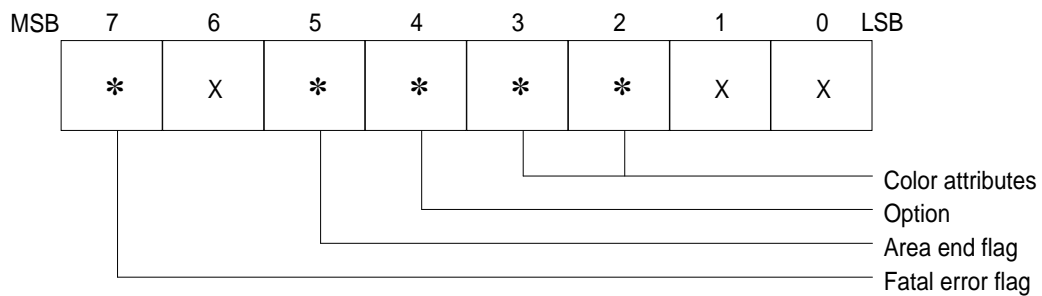 MSB 7 6 5 4 3 2 1 0 LSB
* X * * * * X X
Color attributes
Option
Area end flag
Fatal error flag